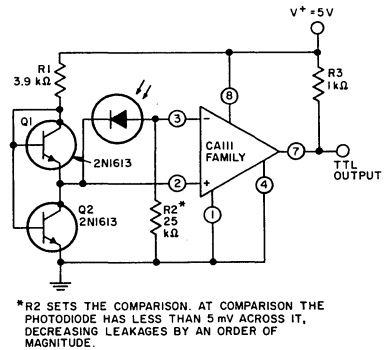 V⁺ = 5V
R1
3.9 kΩ
R3
1kΩ
8
Q1
3
−
CA111
FAMILY
7
2N1613
TTL
OUTPUT
2
+
4
R2*
25
kΩ
1
Q2
2N1613
*R2 SETS THE COMPARISON. AT COMPARISON THE
PHOTODIODE HAS LESS THAN 5 mV ACROSS IT,
DECREASING LEAKAGES BY AN ORDER OF
MAGNITUDE.